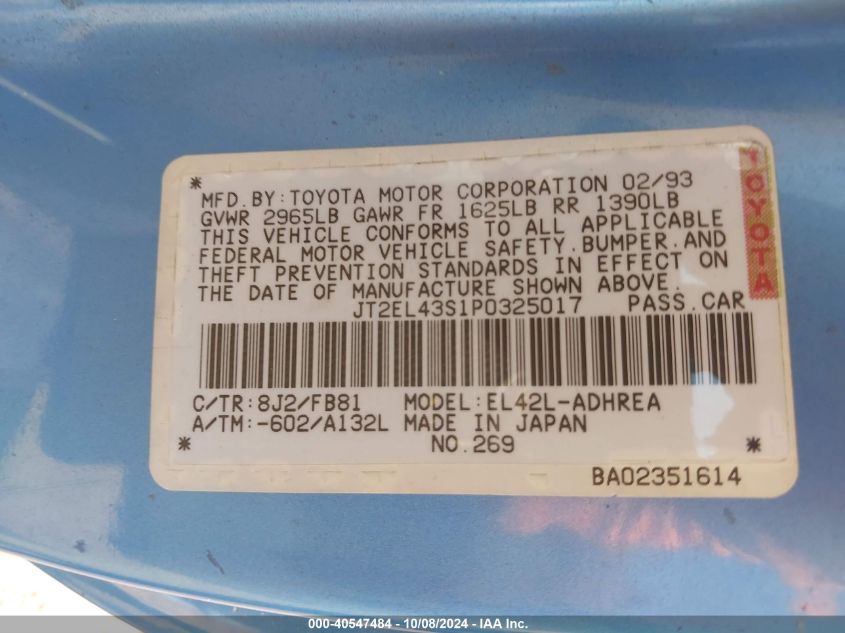 *
MFD.BY:TOYOTA MOTOR CORPORATION 02/93
GVWR 2965LB GAWR FR 1625LB RR 1390LB
THIS VEHICLE CONFORMS TO ALL APPLICABLE
FEDERAL MOTOR VEHICLE SAFETY.BUMPER.AND
THEFT PREVENTION STANDARDS IN EFFECT ON
THE DATE OF MANUFACTURE SHOWN ABOVE.
JT2EL43S1P0325017 PASS.CAR
TOYOTA
C/TR:8J2/FB81 MODEL:EL42L-ADHREA
A/TM:-602/A132L MADE IN JAPAN
* NO.269 *
BA02351614
000-40547484 - 10/08/2024 - IAA Inc.